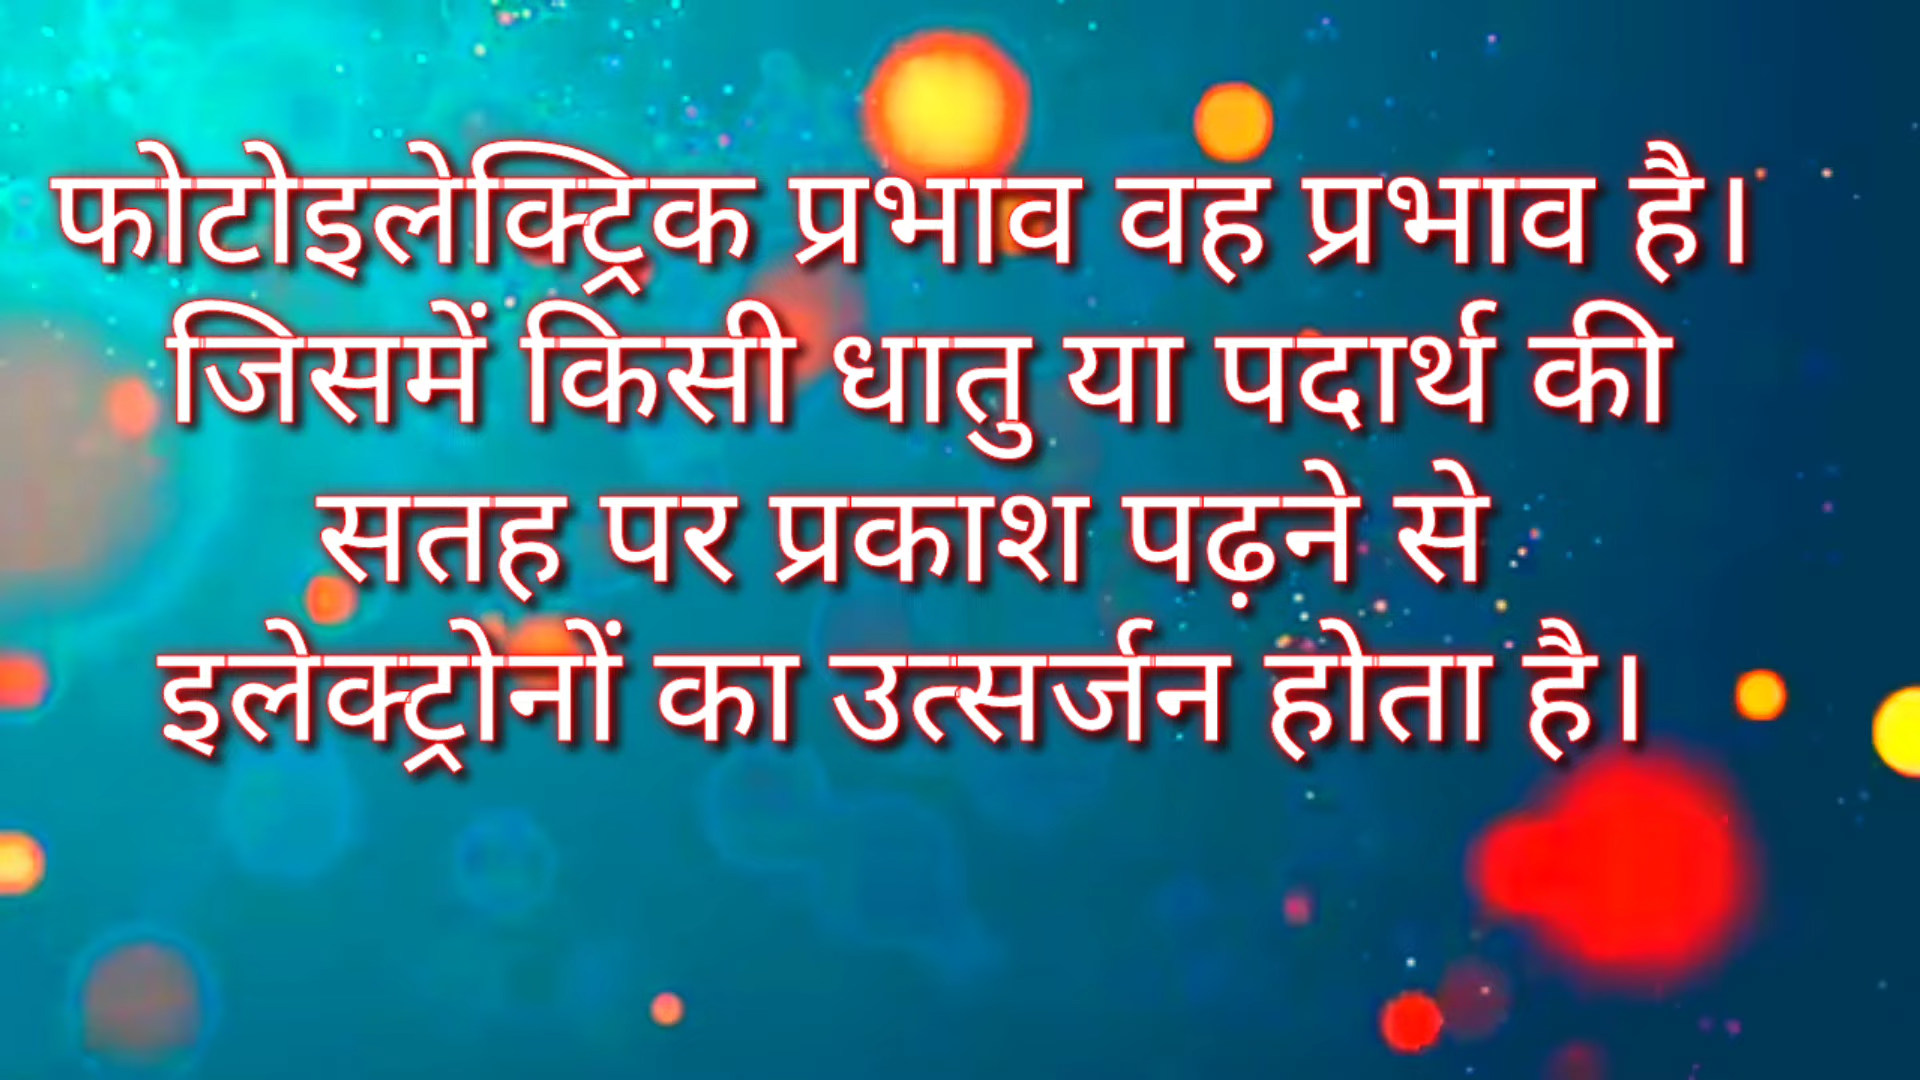 फोटोइलेक्ट्रिक प्रभाव वह प्रभाव है।
जिसमें किसी धातु या पदार्थ की
सतह पर प्रकाश पढ़ने से
इलेक्ट्रोनों का उत्सर्जन होता है।